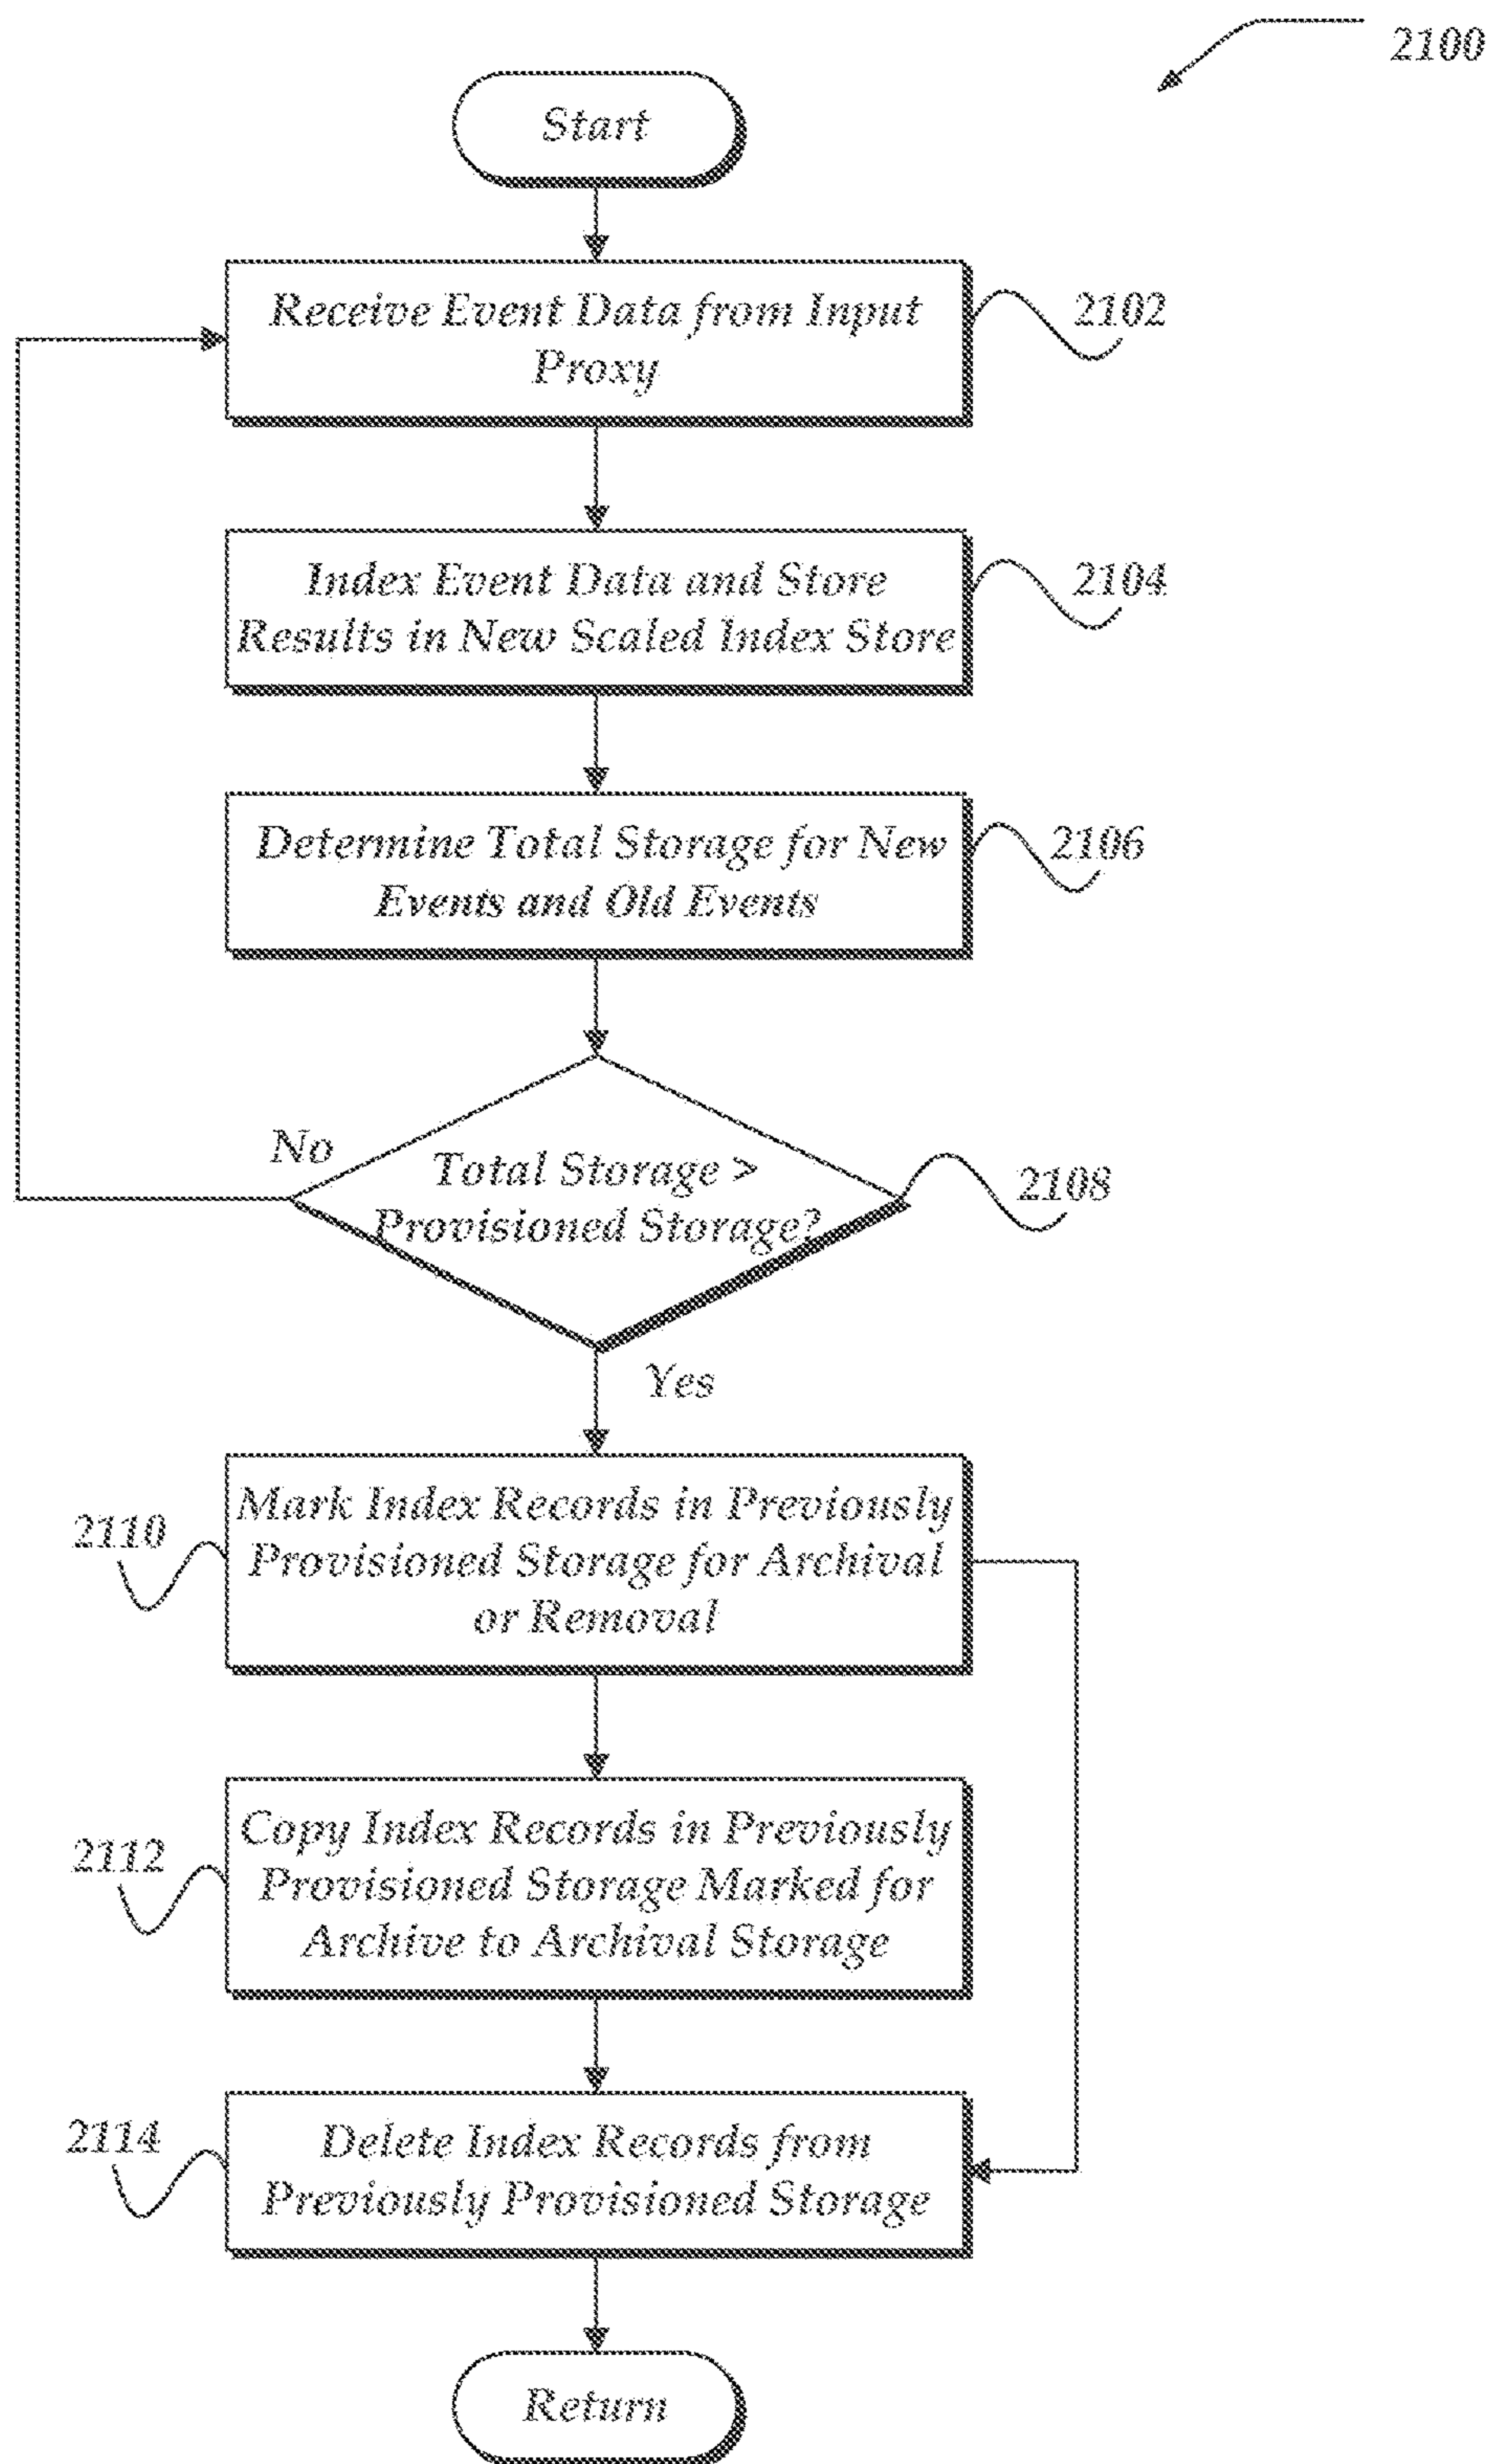 2100
Start
Receive Event Data from Input
Proxy
2102
Index Event Data and Store
Results in New Scaled Index Store
2104
Determine Total Storage for New
Events and Old Events
2106
No
Total Storage >
Provisioned Storage?
2108
Yes
Mark Index Records in Previously
Provisioned Storage for Archival
or Removal
2110
Copy Index Records in Previously
Provisioned Storage Marked for
Archive to Archival Storage
2112
Delete Index Records from
Previously Provisioned Storage
2114
Return